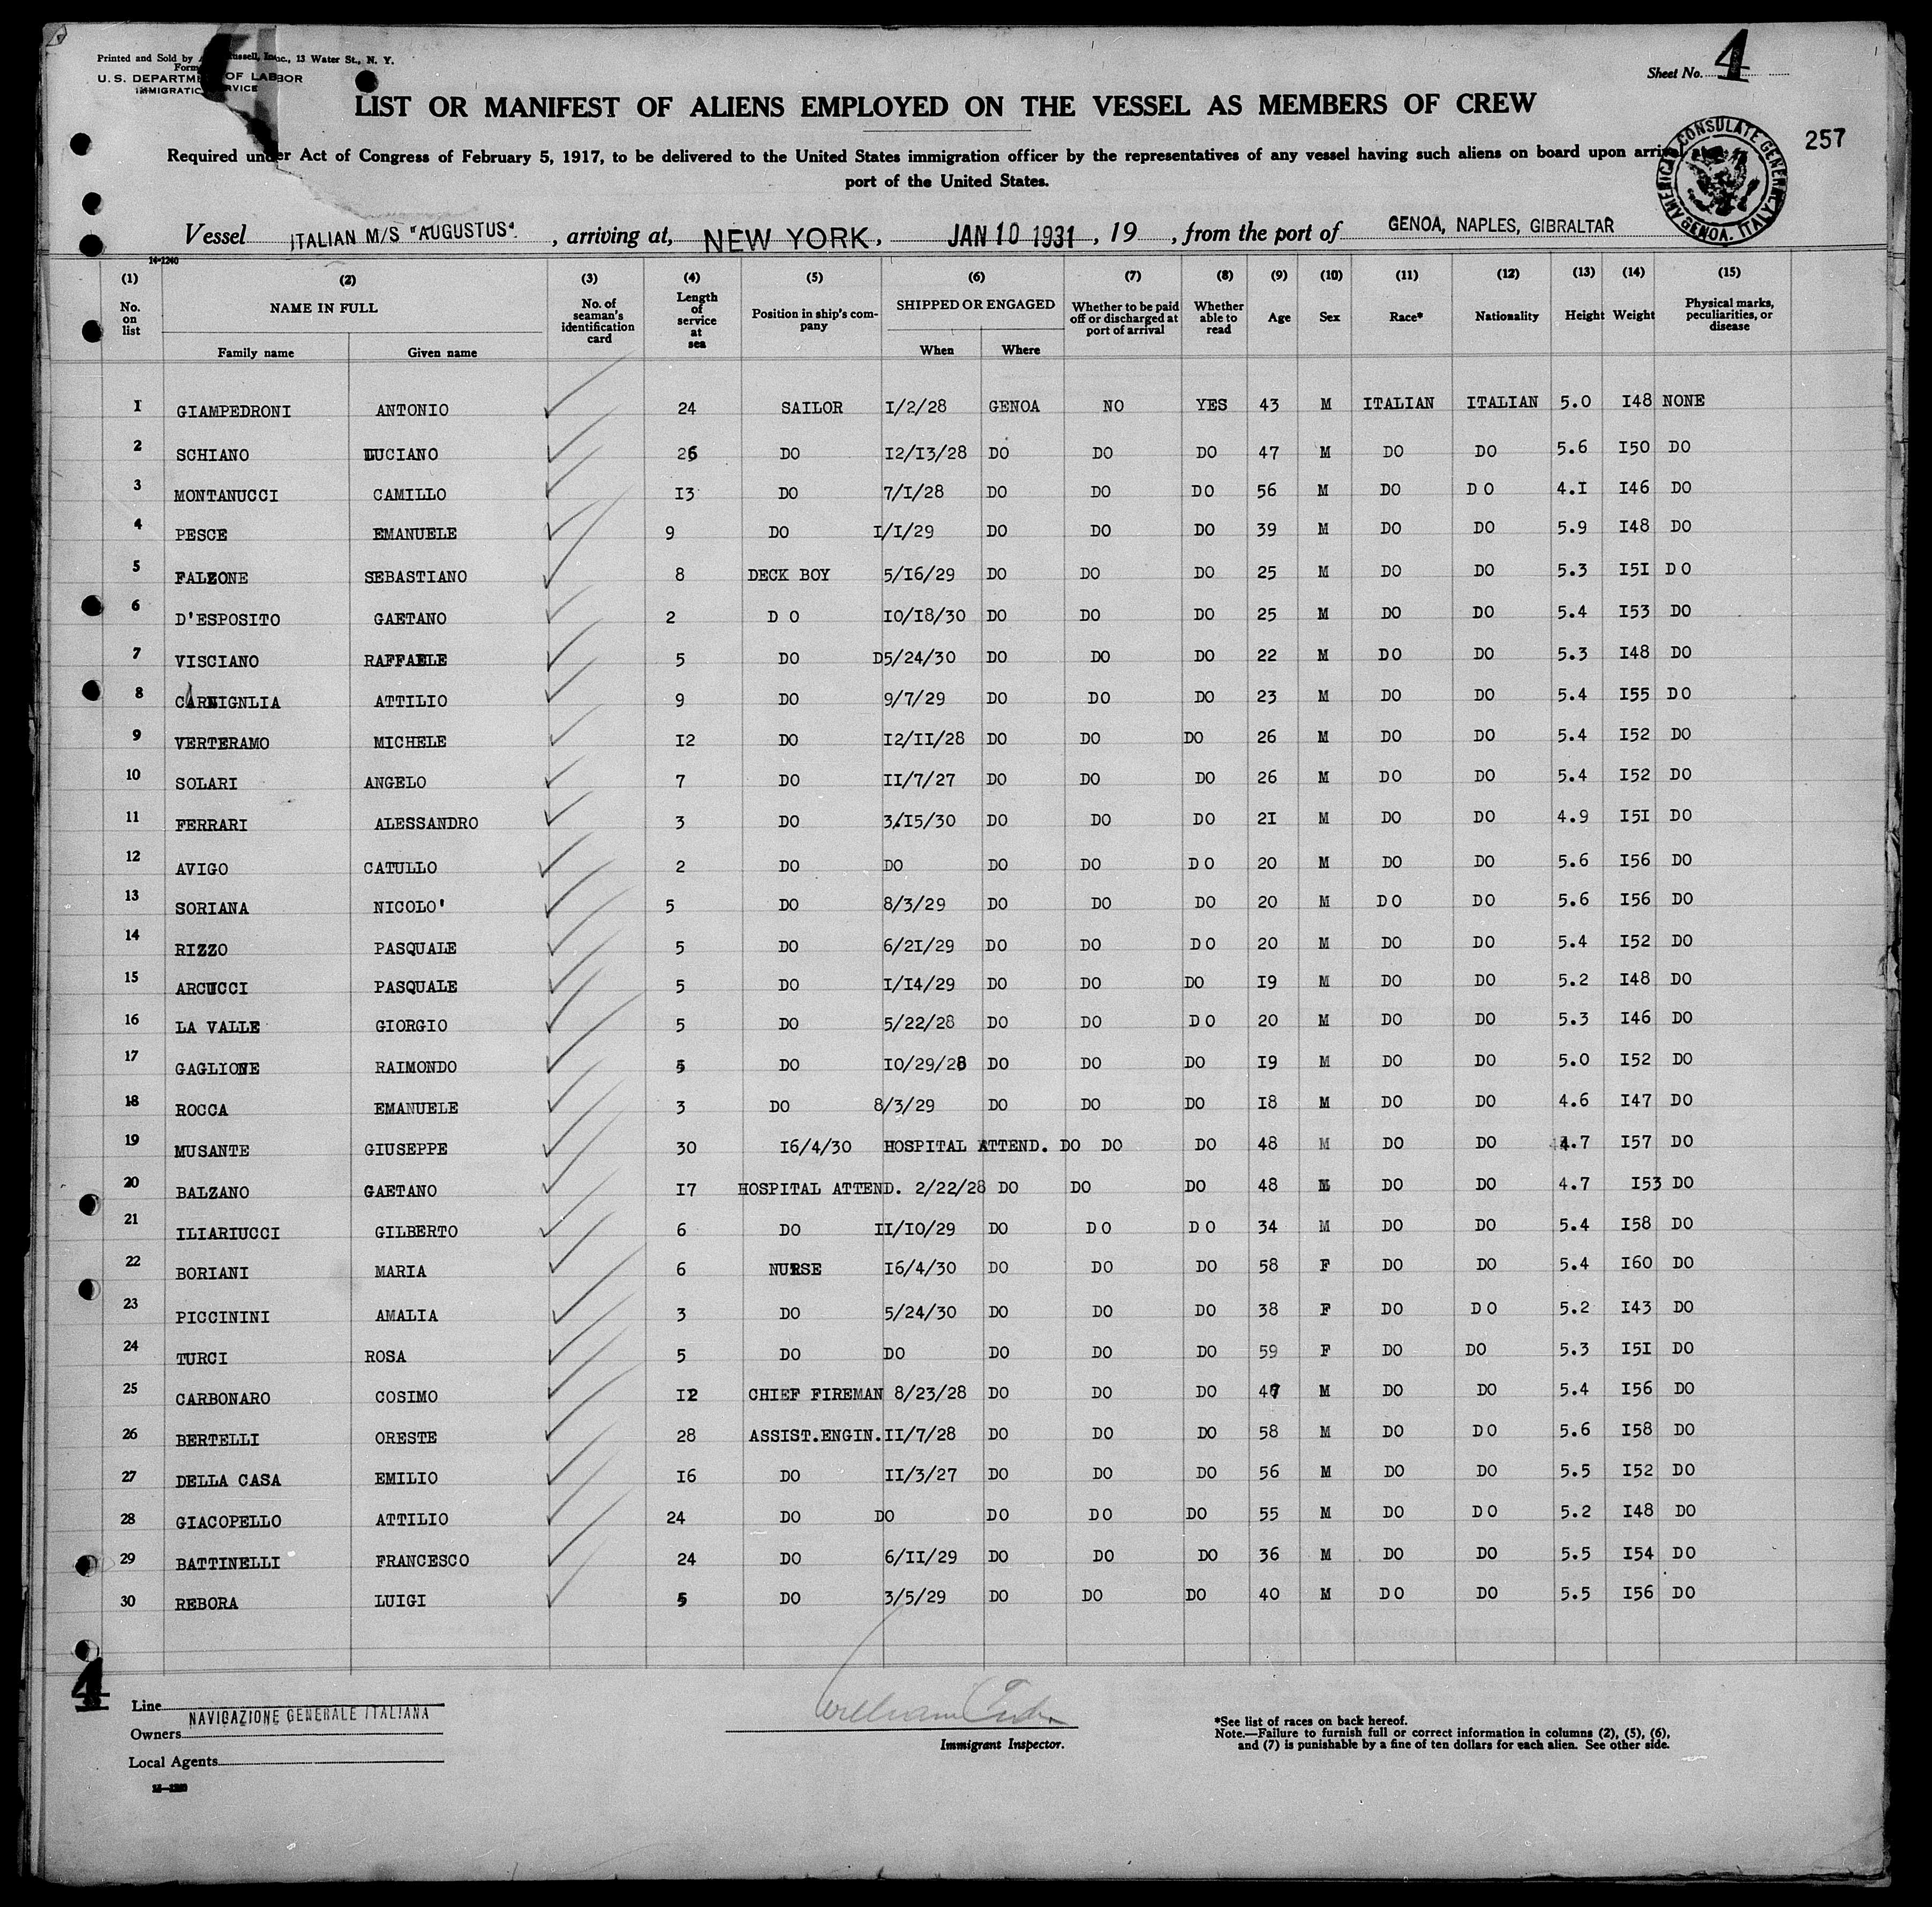 Printed and Sold by ussell, Inc., 13 Water St., N. Y.
Form
U. S. DEPARTME OF LABOR
IMMIGRATIO RVICE
Sheet No. 4
LIST OR MANIFEST OF ALIENS EMPLOYED ON THE VESSEL AS MEMBERS OF CREW
257
Required under Act of Congress of February 5, 1917, to be delivered to the United States immigration officer by the representatives of any vessel having such aliens on board upon arrival
port of the United States.
AMERICAN CONSULATE GENERAL GENOA. ITALY
Vessel ITALIAN M/S "AUGUSTUS" , arriving at, NEW YORK, JAN 10 1931 , 19 , from the port of GENOA, NAPLES, GIBRALTAR
14-1240
(1) (2) (3) (4) (5) (6) (7) (8) (9) (10) (11) (12) (13) (14) (15)
No. on list NAME IN FULL No. of seaman's identification card Length of service at sea Position in ship's company SHIPPED OR ENGAGED Whether to be paid off or discharged at port of arrival Whether able to read Age Sex Race* Nationality Height Weight Physical marks, peculiarities, or disease
Family name Given name When Where
1 GIAMPEDRONI ANTONIO 24 SAILOR I/2/28 GENOA NO YES 43 M ITALIAN ITALIAN 5.0 I48 NONE
2 SCHIANO LUCIANO 26 DO I2/I3/28 DO DO DO 47 M DO DO 5.6 I50 DO
3 MONTANUCCI CAMILLO I3 DO 7/I/28 DO DO DO 56 M DO DO 4.I I46 DO
4 PESCE EMANUELE 9 DO I/I/29 DO DO DO 39 M DO DO 5.9 I48 DO
5 FALZONE SEBASTIANO 8 DECK BOY 5/I6/29 DO DO DO 25 M DO DO 5.3 I5I DO
6 D'ESPOSITO GAETANO 2 DO IO/I8/30 DO DO DO 25 M DO DO 5.4 I53 DO
7 VISCIANO RAFFAELE 5 DO D5/24/30 DO DO DO 22 M DO DO 5.3 I48 DO
8 CARNIGNLIA ATTILIO 9 DO 9/7/29 DO DO DO 23 M DO DO 5.4 I55 DO
9 VERTERAMO MICHELE I2 DO I2/II/28 DO DO DO 26 M DO DO 5.4 I52 DO
10 SOLARI ANGELO 7 DO II/7/27 DO DO DO 26 M DO DO 5.4 I52 DO
11 FERRARI ALESSANDRO 3 DO 3/I5/30 DO DO DO 2I M DO DO 4.9 I5I DO
12 AVIGO CATULLO 2 DO DO DO DO DO 20 M DO DO 5.6 I56 DO
13 SORIANA NICOLO' 5 DO 8/3/29 DO DO DO 20 M DO DO 5.6 I56 DO
14 RIZZO PASQUALE 5 DO 6/2I/29 DO DO DO 20 M DO DO 5.4 I52 DO
15 ARCUCCI PASQUALE 5 DO I/I4/29 DO DO DO I9 M DO DO 5.2 I48 DO
16 LA VALLE GIORGIO 5 DO 5/22/28 DO DO DO 20 M DO DO 5.3 I46 DO
17 GAGLIONE RAIMONDO 5 DO IO/29/28 DO DO DO I9 M DO DO 5.0 I52 DO
18 ROCCA EMANUELE 3 DO 8/3/29 DO DO DO I8 M DO DO 4.6 I47 DO
19 MUSANTE GIUSEPPE 30 I6/4/30 HOSPITAL ATTEND. DO DO DO 48 M DO DO 4.7 I57 DO
20 BALZANO GAETANO I7 HOSPITAL ATTEND. 2/22/28 DO DO DO 48 M DO DO 4.7 I53 DO
21 ILIARIUCCI GILBERTO 6 DO II/IO/29 DO DO DO 34 M DO DO 5.4 I58 DO
22 BORIANI MARIA 6 NURSE I6/4/30 DO DO DO 58 F DO DO 5.4 I60 DO
23 PICCININI AMALIA 3 DO 5/24/30 DO DO DO 38 F DO DO 5.2 I43 DO
24 TURCI ROSA 5 DO DO DO DO DO 59 F DO DO 5.3 I5I DO
25 CARBONARO COSIMO I2 CHIEF FIREMAN 8/23/28 DO DO DO 47 M DO DO 5.4 I56 DO
26 BERTELLI ORESTE 28 ASSIST.ENGIN. II/7/28 DO DO DO 58 M DO DO 5.6 I58 DO
27 DELLA CASA EMILIO I6 DO II/3/27 DO DO DO 56 M DO DO 5.5 I52 DO
28 GIACOPELLO ATTILIO 24 DO DO DO DO DO 55 M DO DO 5.2 I48 DO
29 BATTINELLI FRANCESCO 24 DO 6/II/29 DO DO DO 36 M DO DO 5.5 I54 DO
30 REBORA LUIGI 5 DO 3/5/29 DO DO DO 40 M DO DO 5.5 I56 DO
4
Line
NAVIGAZIONE GENERALE ITALIANA
Owners
Local Agents
William
Immigrant Inspector.
*See list of races on back hereof.
Note.—Failure to furnish full or correct information in columns (2), (5), (6),
and (7) is punishable by a fine of ten dollars for each alien. See other side.